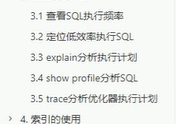 3.1 查看SQL执行频率
3.2 定位低效率执行SQL
3.3 explain分析执行计划
3.4 show profile分析SQL
3.5 trace分析优化器执行计划
4. 索引的使用